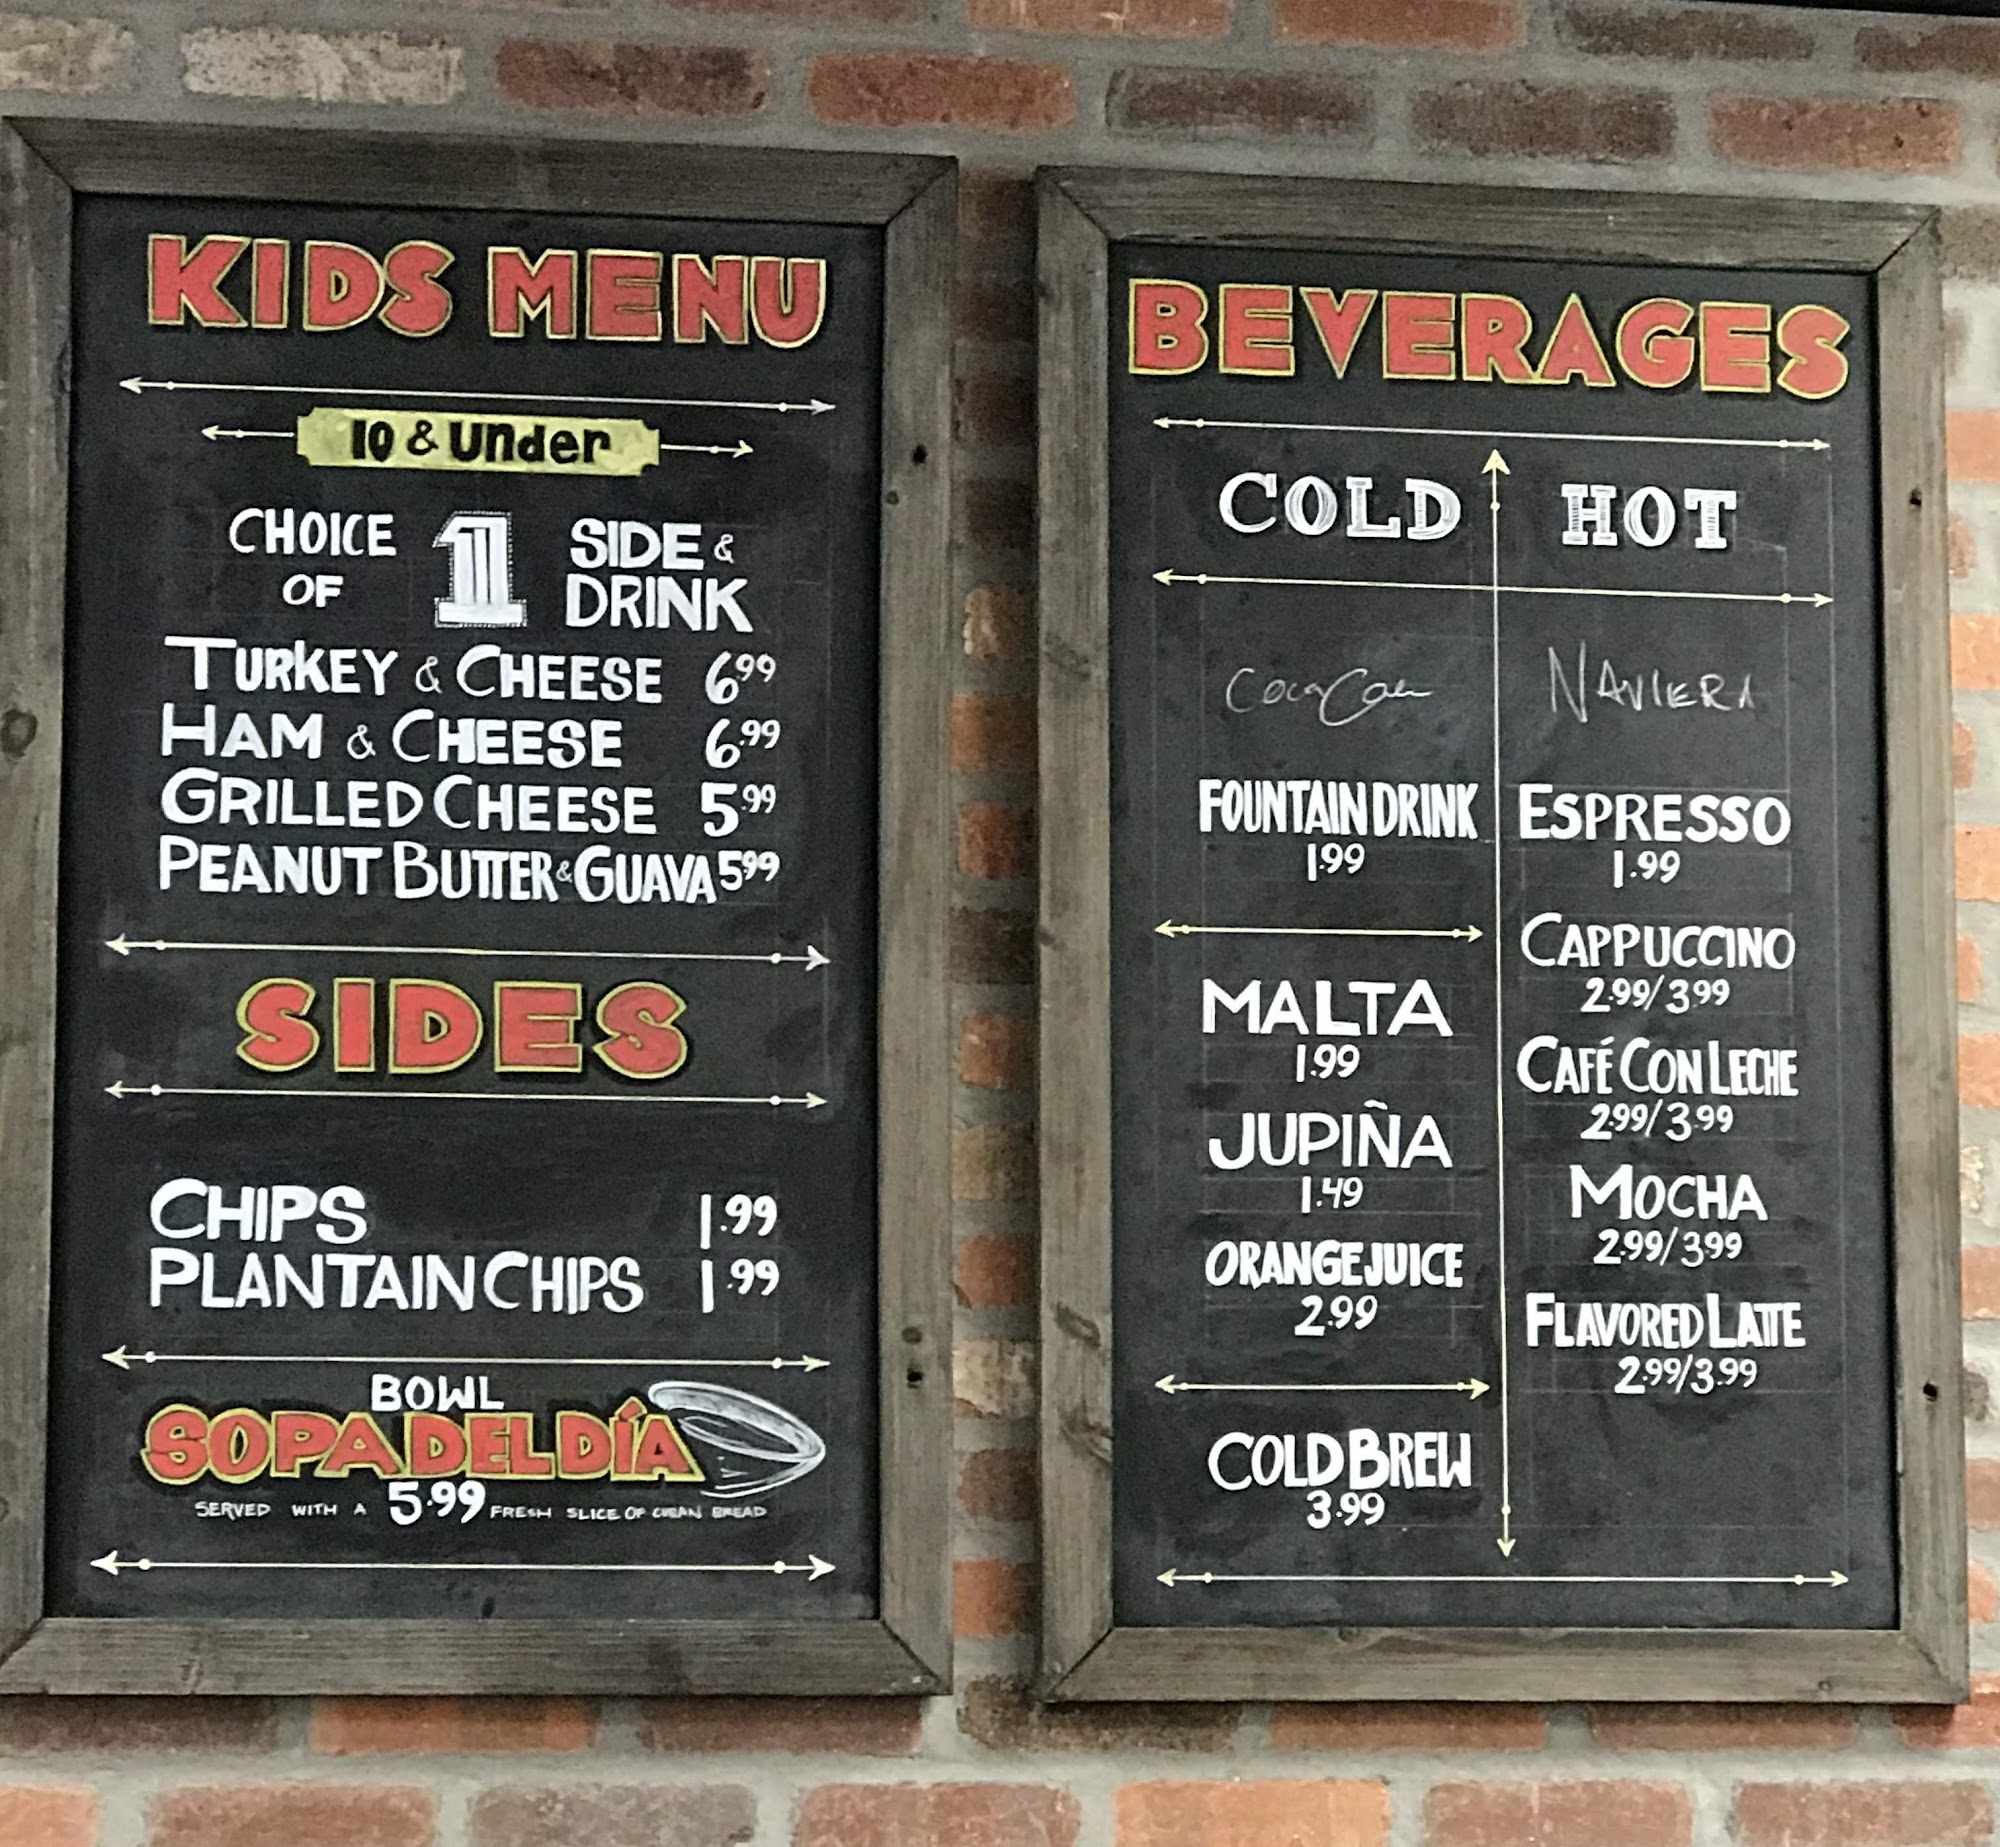 KIDS MENU
10 & Under
CHOICE OF 1 SIDE & DRINK
TURKEY & CHEESE 6.99
HAM & CHEESE 6.99
GRILLED CHEESE 5.99
PEANUT BUTTER & GUAVA 5.99
SIDES
CHIPS 1.99
PLANTAIN CHIPS 1.99
BOWL
SOPA DEL DÍA
SERVED WITH A 5.99 FRESH SLICE OF CUBAN BREAD
BEVERAGES
COLD
FOUNTAIN DRINK
1.99
MALTA
1.99
JUPIÑA
1.49
ORANGE JUICE
2.99
COLD BREW
3.99
HOT
NAVIERA
ESPRESSO
1.99
CAPPUCCINO
2.99/3.99
CAFÉ CON LECHE
2.99/3.99
MOCHA
2.99/3.99
FLAVORED LATTE
2.99/3.99